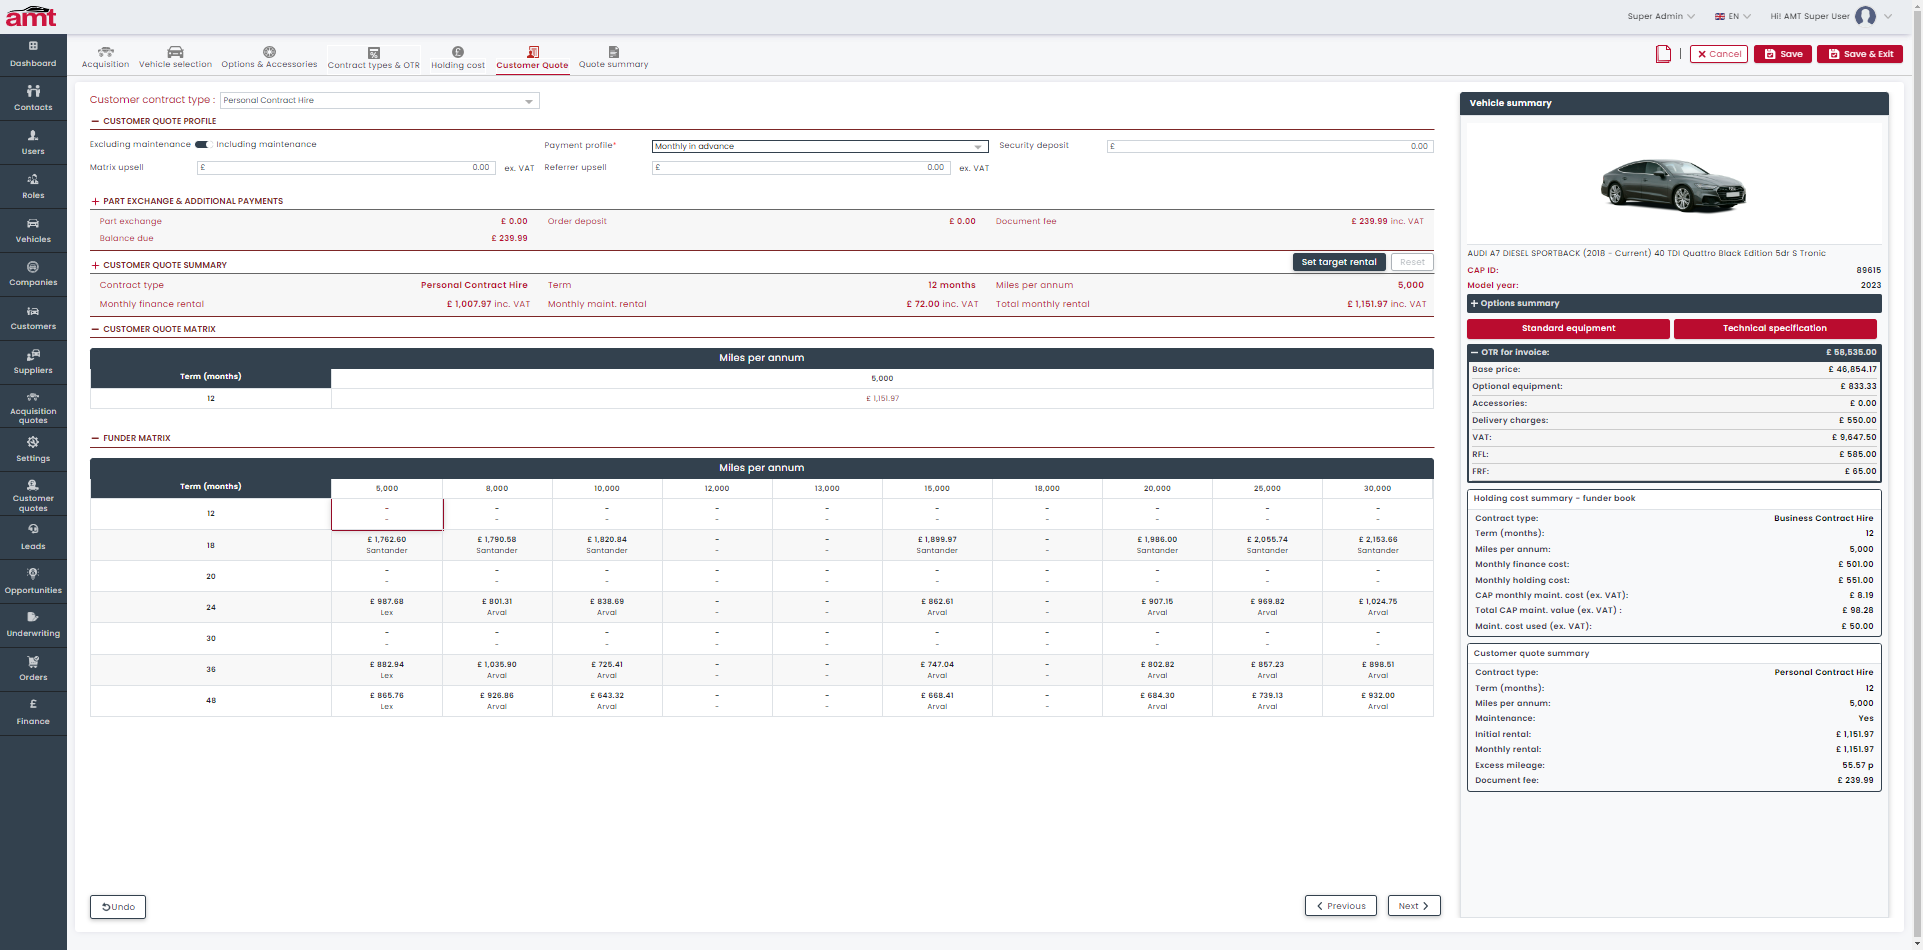 amt
Super Admin
EN
Hi! AMT Super User
Dashboard
Contacts
Users
Roles
Vehicles
Companies
Customers
Suppliers
Acquisition quotes
Settings
Customer quotes
Leads
Opportunities
Underwriting
Orders
£
Finance
Acquisition
Vehicle selection
Options & Accessories
Contract types & OTR
Holding cost
Customer Quote
Quote summary
Cancel
Save
Save & Exit
Customer contract type : Personal Contract Hire
CUSTOMER QUOTE PROFILE
Excluding maintenance Including maintenance
Payment profile* Monthly in advance
Security deposit £ 0.00
Matrix upsell £ 0.00 ex. VAT
Referrer upsell £ 0.00 ex. VAT
PART EXCHANGE & ADDITIONAL PAYMENTS
Part exchange £ 0.00 Order deposit £ 0.00 Document fee £ 239.99 inc. VAT
Balance due £ 239.99
CUSTOMER QUOTE SUMMARY
Set target rental
Reset
Contract type Personal Contract Hire Term 12 months Miles per annum 5,000
Monthly finance rental £ 1,007.97 inc. VAT Monthly maint. rental £ 72.00 inc. VAT Total monthly rental £ 1,151.97 inc. VAT
CUSTOMER QUOTE MATRIX
Miles per annum
Term (months) 5,000
12 £ 1,151.97
FUNDER MATRIX
Miles per annum
Term (months) 5,000 8,000 10,000 12,000 13,000 15,000 18,000 20,000 25,000 30,000
- - - - - - - - - -
12
- - - - - - - - - -
£ 1,762.60 £ 1,790.58 £ 1,820.84 - - £ 1,899.97 - £ 1,986.00 £ 2,055.74 £ 2,153.66
18
Santander Santander Santander - - Santander - Santander Santander Santander
- - - - - - - - - -
20
- - - - - - - - - -
£ 987.68 £ 801.31 £ 838.69 - - £ 862.61 - £ 907.15 £ 969.82 £ 1,024.75
24
Lex Arval Arval - - Arval - Arval Arval Arval
- - - - - - - - - -
30
- - - - - - - - - -
£ 882.94 £ 1,035.90 £ 725.41 - - £ 747.04 - £ 802.82 £ 857.23 £ 898.51
36
Lex Arval Arval - - Arval - Arval Arval Arval
£ 865.76 £ 926.86 £ 643.32 - - £ 668.41 - £ 684.30 £ 739.13 £ 932.00
48
Lex Arval Arval - - Arval - Arval Arval Arval
Undo
Previous
Next
Vehicle summary
AUDI A7 DIESEL SPORTBACK (2018 - Current) 40 TDI Quattro Black Edition 5dr S Tronic
CAP ID: 89615
Model year: 2023
Options summary
Standard equipment
Technical specification
OTR for invoice: £ 58,535.00
Base price: £ 46,854.17
Optional equipment: £ 833.33
Accessories: £ 0.00
Delivery charges: £ 550.00
VAT: £ 9,647.50
RFL: £ 585.00
FRF: £ 65.00
Holding cost summary - funder book
Contract type: Business Contract Hire
Term (months): 12
Miles per annum: 5,000
Monthly finance cost: £ 501.00
Monthly holding cost: £ 551.00
CAP monthly maint. cost (ex. VAT): £ 8.19
Total CAP maint. value (ex. VAT) : £ 98.28
Maint. cost used (ex. VAT): £ 50.00
Customer quote summary
Contract type: Personal Contract Hire
Term (months): 12
Miles per annum: 5,000
Maintenance: Yes
Initial rental: £ 1,151.97
Monthly rental: £ 1,151.97
Excess mileage: 55.57 p
Document fee: £ 239.99